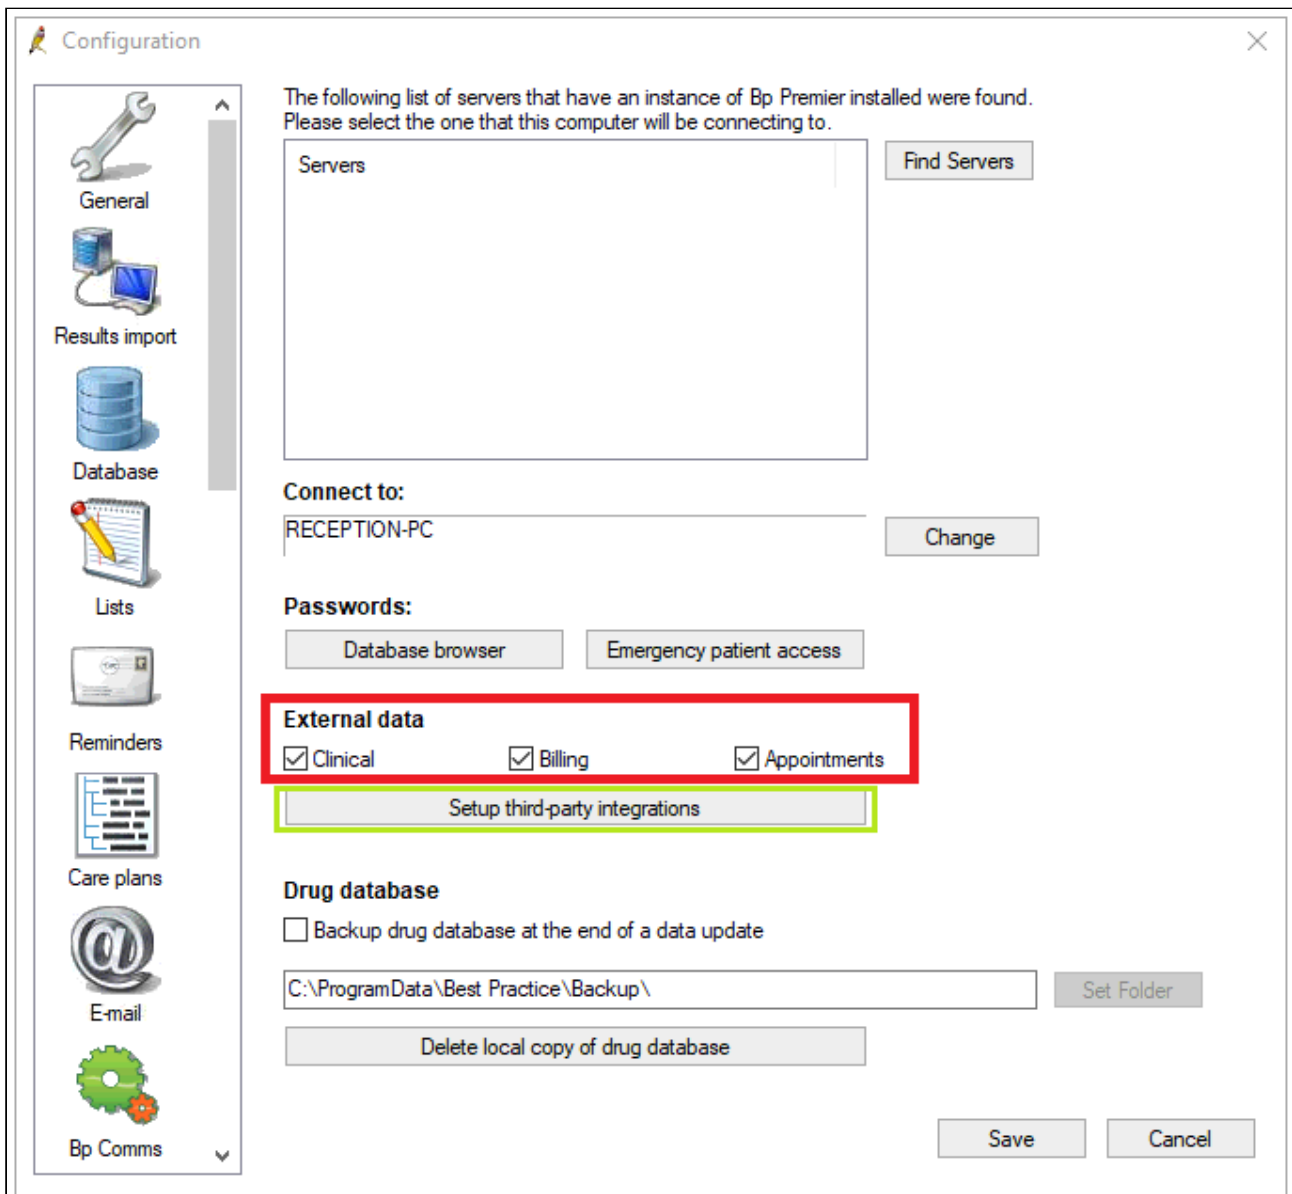 Configuration
General
Results import
Database
Lists
Reminders
Care plans
E-mail
Bp Comms
The following list of servers that have an instance of Bp Premier installed were found.
Please select the one that this computer will be connecting to.
Servers
Find Servers
Connect to:
RECEPTION-PC
Change
Passwords:
Database browser
Emergency patient access
External data
Clinical
Billing
Appointments
Setup third-party integrations
Drug database
Backup drug database at the end of a data update
C:\ProgramData\Best Practice\Backup\
Set Folder
Delete local copy of drug database
Save
Cancel